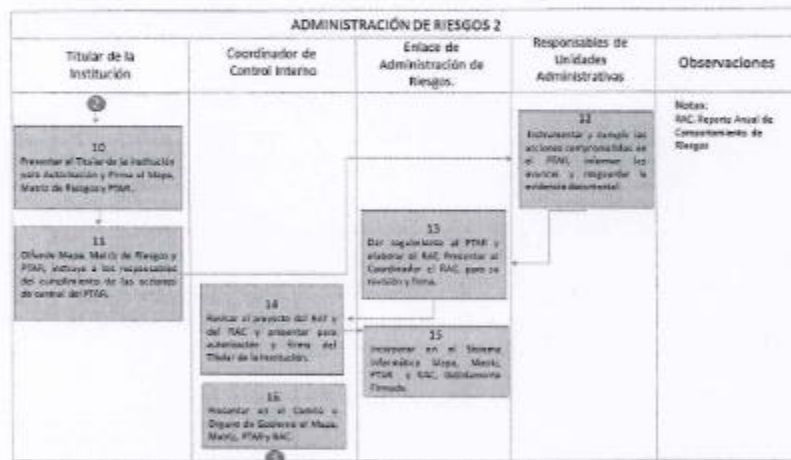 ADMINISTRACIÓN DE RIESGOS 2
Titular de la
Institución
Coordinador de
Control Interno
Enlace de
Administración de
Riesgos.
Responsables de
Unidades
Administrativas
Observaciones
2
10
Presentar el Titular de la Institución
para Autorización y Firma el Mapa,
Matriz de Riesgos y PTAR.
11
Difunde Mapa, Matriz de Riesgos y
PTAR, instruye a los responsables
del cumplimiento de las acciones
de control del PTAR.
12
Instrumentar y cumplir las
acciones comprometidas en
el PTAR, informar los
avances y resguardar la
evidencia documental.
Notas:
RAC. Reporte Anual de
Comportamiento de
Riesgos
13
Dar seguimiento al PTAR y
elaborar el RAC, Presentar al
Coordinador el RAC, para su
revisión y firma.
14
Revisar el proyecto del
y
del RAC y presentar para
autorización y firma del
Titular de la Institución.
15
Incorporar en el Sistema
Informático Mapa, Matriz,
PTAR y RAC, debidamente
Firmado.
16
Presentar en el Comité u
Órgano de Gobierno el Mapa,
Matriz, PTAR y RAC.